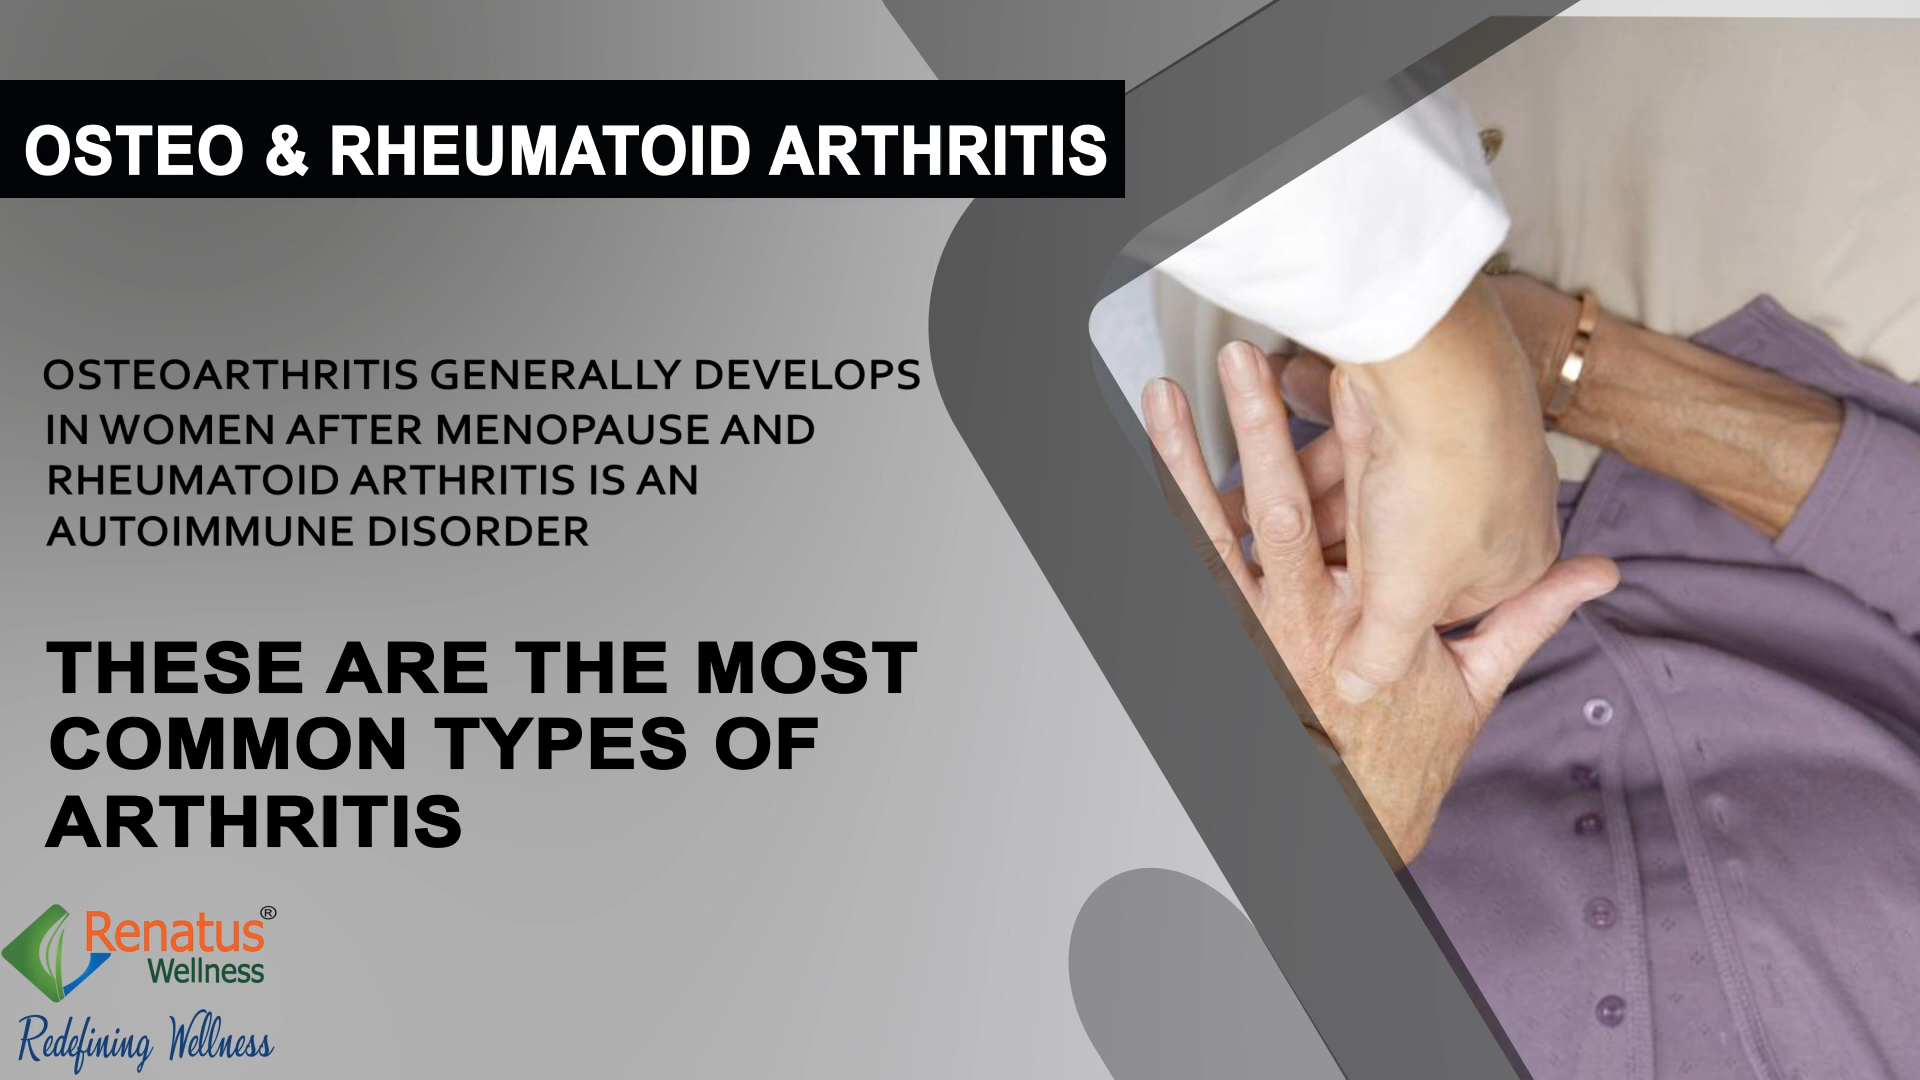 OSTEO & RHEUMATOID ARTHRITIS
OSTEOARTHRITIS GENERALLY DEVELOPS
IN WOMEN AFTER MENOPAUSE AND
RHEUMATOID ARTHRITIS IS AN
AUTOIMMUNE DISORDER
THESE ARE THE MOST
COMMON TYPES OF
ARTHRITIS
Renatus®
Wellness
Redefining Wellness